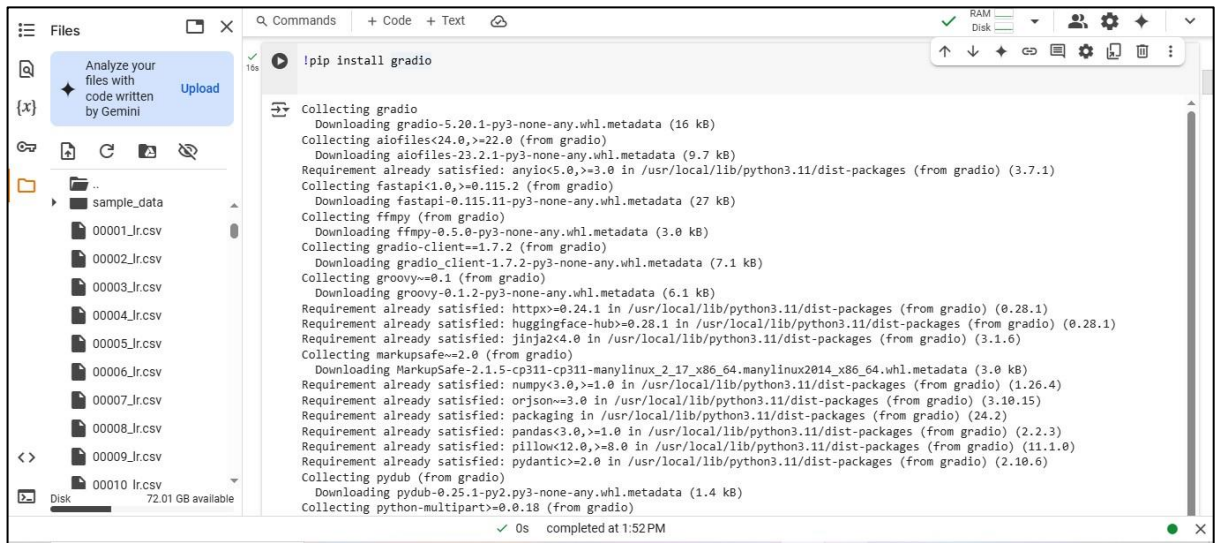 Files
Analyze your
files with
code written
by Gemini
Upload
{x}
..
sample_data
00001_lr.csv
00002_lr.csv
00003_lr.csv
00004_lr.csv
00005_lr.csv
00006_lr.csv
00007_lr.csv
00008_lr.csv
00009_lr.csv
00010_lr.csv
Disk 72.01 GB available
Commands + Code + Text
RAM
Disk
16s
!pip install gradio
Collecting gradio
Downloading gradio-5.20.1-py3-none-any.whl.metadata (16 kB)
Collecting aiofiles<24.0,>=22.0 (from gradio)
Downloading aiofiles-23.2.1-py3-none-any.whl.metadata (9.7 kB)
Requirement already satisfied: anyio<5.0,>=3.0 in /usr/local/lib/python3.11/dist-packages (from gradio) (3.7.1)
Collecting fastapi<1.0,>=0.115.2 (from gradio)
Downloading fastapi-0.115.11-py3-none-any.whl.metadata (27 kB)
Collecting ffmpy (from gradio)
Downloading ffmpy-0.5.0-py3-none-any.whl.metadata (3.0 kB)
Collecting gradio-client==1.7.2 (from gradio)
Downloading gradio_client-1.7.2-py3-none-any.whl.metadata (7.1 kB)
Collecting groovy~=0.1 (from gradio)
Downloading groovy-0.1.2-py3-none-any.whl.metadata (6.1 kB)
Requirement already satisfied: httpx>=0.24.1 in /usr/local/lib/python3.11/dist-packages (from gradio) (0.28.1)
Requirement already satisfied: huggingface-hub>=0.28.1 in /usr/local/lib/python3.11/dist-packages (from gradio) (0.28.1)
Requirement already satisfied: jinja2<4.0 in /usr/local/lib/python3.11/dist-packages (from gradio) (3.1.6)
Collecting markupsafe~=2.0 (from gradio)
Downloading MarkupSafe-2.1.5-cp311-cp311-manylinux_2_17_x86_64.manylinux2014_x86_64.whl.metadata (3.0 kB)
Requirement already satisfied: numpy<3.0,>=1.0 in /usr/local/lib/python3.11/dist-packages (from gradio) (1.26.4)
Requirement already satisfied: orjson~=3.0 in /usr/local/lib/python3.11/dist-packages (from gradio) (3.10.15)
Requirement already satisfied: packaging in /usr/local/lib/python3.11/dist-packages (from gradio) (24.2)
Requirement already satisfied: pandas<3.0,>=1.0 in /usr/local/lib/python3.11/dist-packages (from gradio) (2.2.3)
Requirement already satisfied: pillow<12.0,>=8.0 in /usr/local/lib/python3.11/dist-packages (from gradio) (11.1.0)
Requirement already satisfied: pydantic>=2.0 in /usr/local/lib/python3.11/dist-packages (from gradio) (2.10.6)
Collecting pydub (from gradio)
Downloading pydub-0.25.1-py2.py3-none-any.whl.metadata (1.4 kB)
Collecting python-multipart>=0.0.18 (from gradio)
0s completed at 1:52 PM